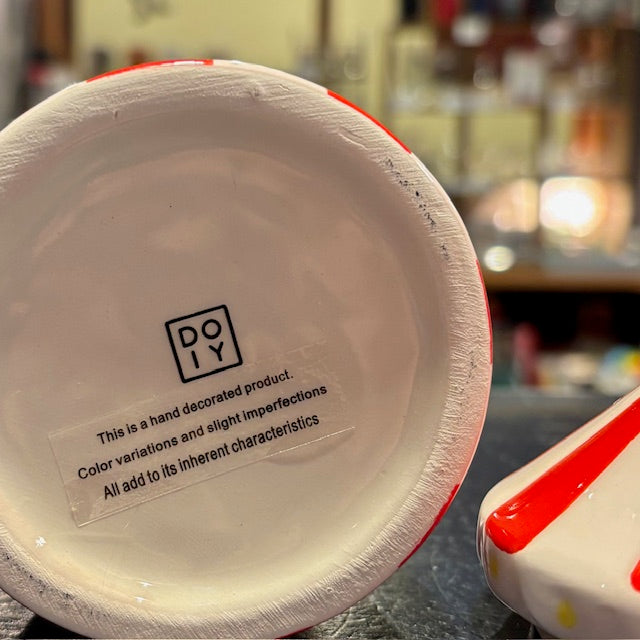 DO
IY
This is a hand decorated product.
Color variations and slight imperfections
All add to its inherent characteristics